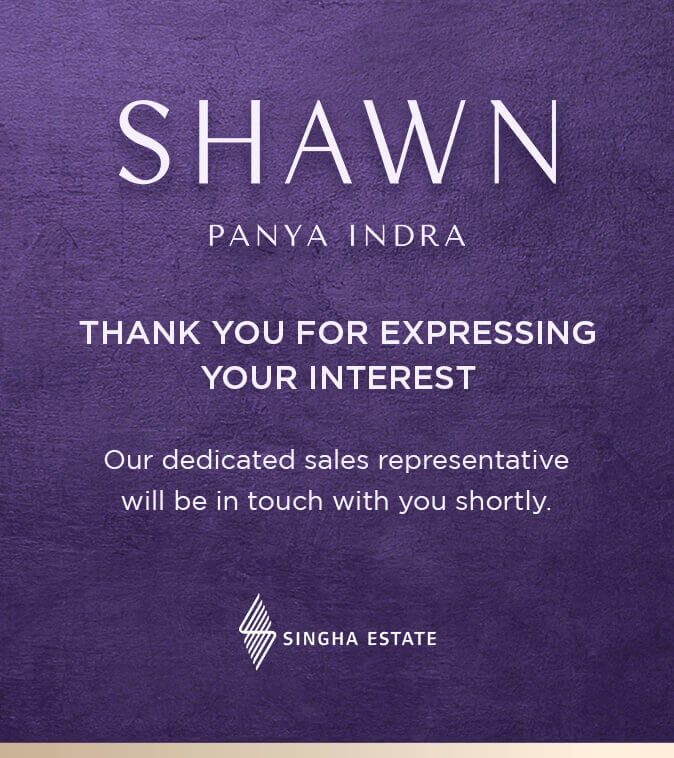 SHAWN
PANYA INDRA
THANK YOU FOR EXPRESSING
YOUR INTEREST
Our dedicated sales representative
will be in touch with you shortly.
SINGHA ESTATE